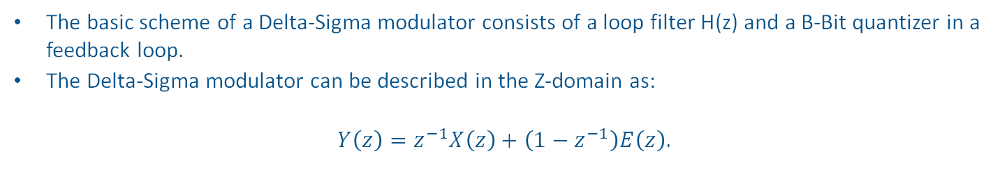 • The basic scheme of a Delta-Sigma modulator consists of a loop filter H(z) and a B-Bit quantizer in a
feedback loop.
• The Delta-Sigma modulator can be described in the Z-domain as:
Y(z) = z⁻¹X(z) + (1 − z⁻¹)E(z).